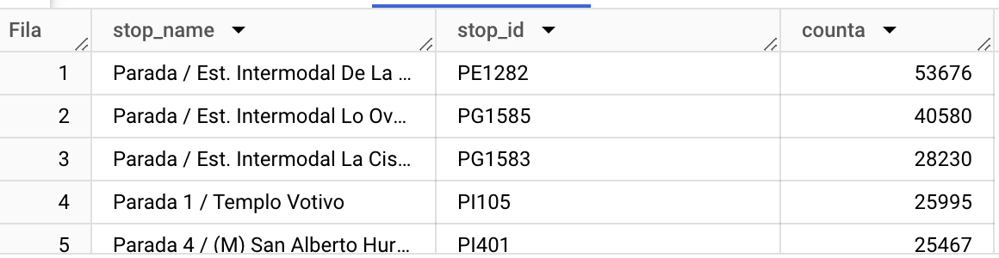 Fila stop_name stop_id counta
1 Parada / Est. Intermodal De La ... PE1282 53676
2 Parada / Est. Intermodal Lo Ov... PG1585 40580
3 Parada / Est. Intermodal La Cis... PG1583 28230
4 Parada 1 / Templo Votivo PI105 25995
5 Parada 4 / (M) San Alberto Hur... PI401 25467